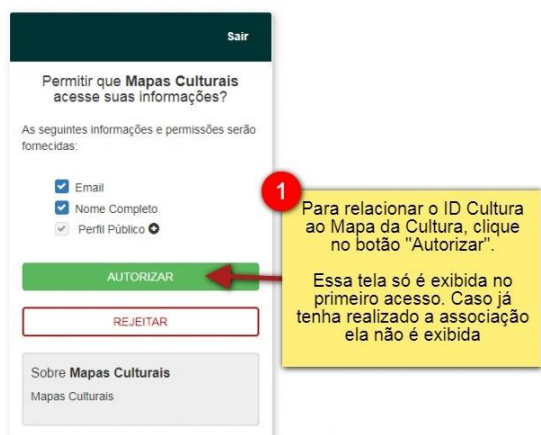 Sair
Permitir que Mapas Culturais
acesse suas informações?
As seguintes informações e permissões serão
fornecidas:
Email
Nome Completo
Perfil Público
AUTORIZAR
REJEITAR
Sobre Mapas Culturais
Mapas Culturais
1
Para relacionar o ID Cultura
ao Mapa da Cultura, clique
no botão "Autorizar".
Essa tela só é exibida no
primeiro acesso. Caso já
tenha realizado a associação
ela não é exibida